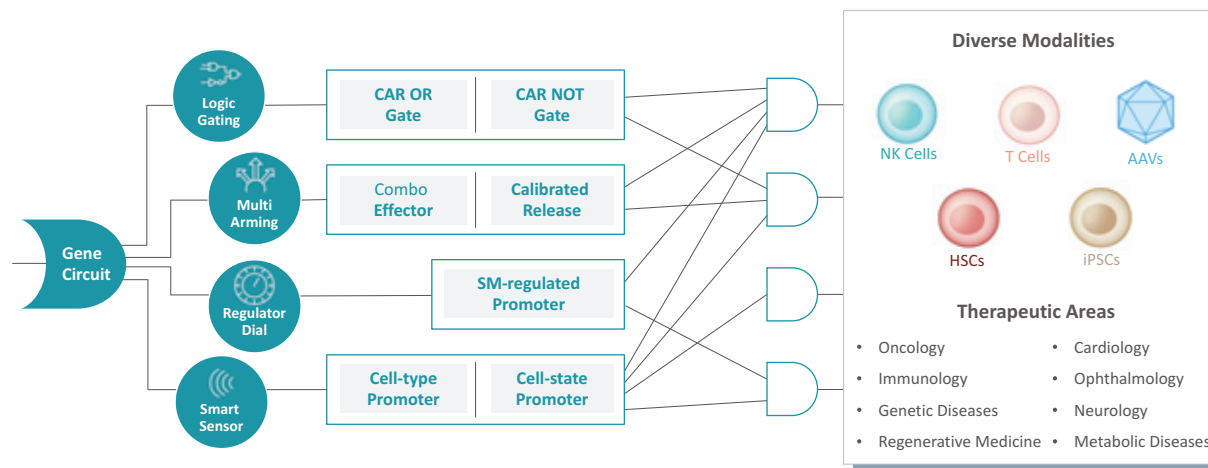 Gene
Circuit
Logic
Gating
Multi
Arming
Regulator
Dial
Smart
Sensor
CAR OR
Gate
CAR NOT
Gate
Combo
Effector
Calibrated
Release
SM-regulated
Promoter
Cell-type
Promoter
Cell-state
Promoter
Diverse Modalities
NK Cells
T Cells
AAVs
HSCs
iPSCs
Therapeutic Areas
• Oncology
• Immunology
• Genetic Diseases
• Regenerative Medicine
• Cardiology
• Ophthalmology
• Neurology
• Metabolic Diseases